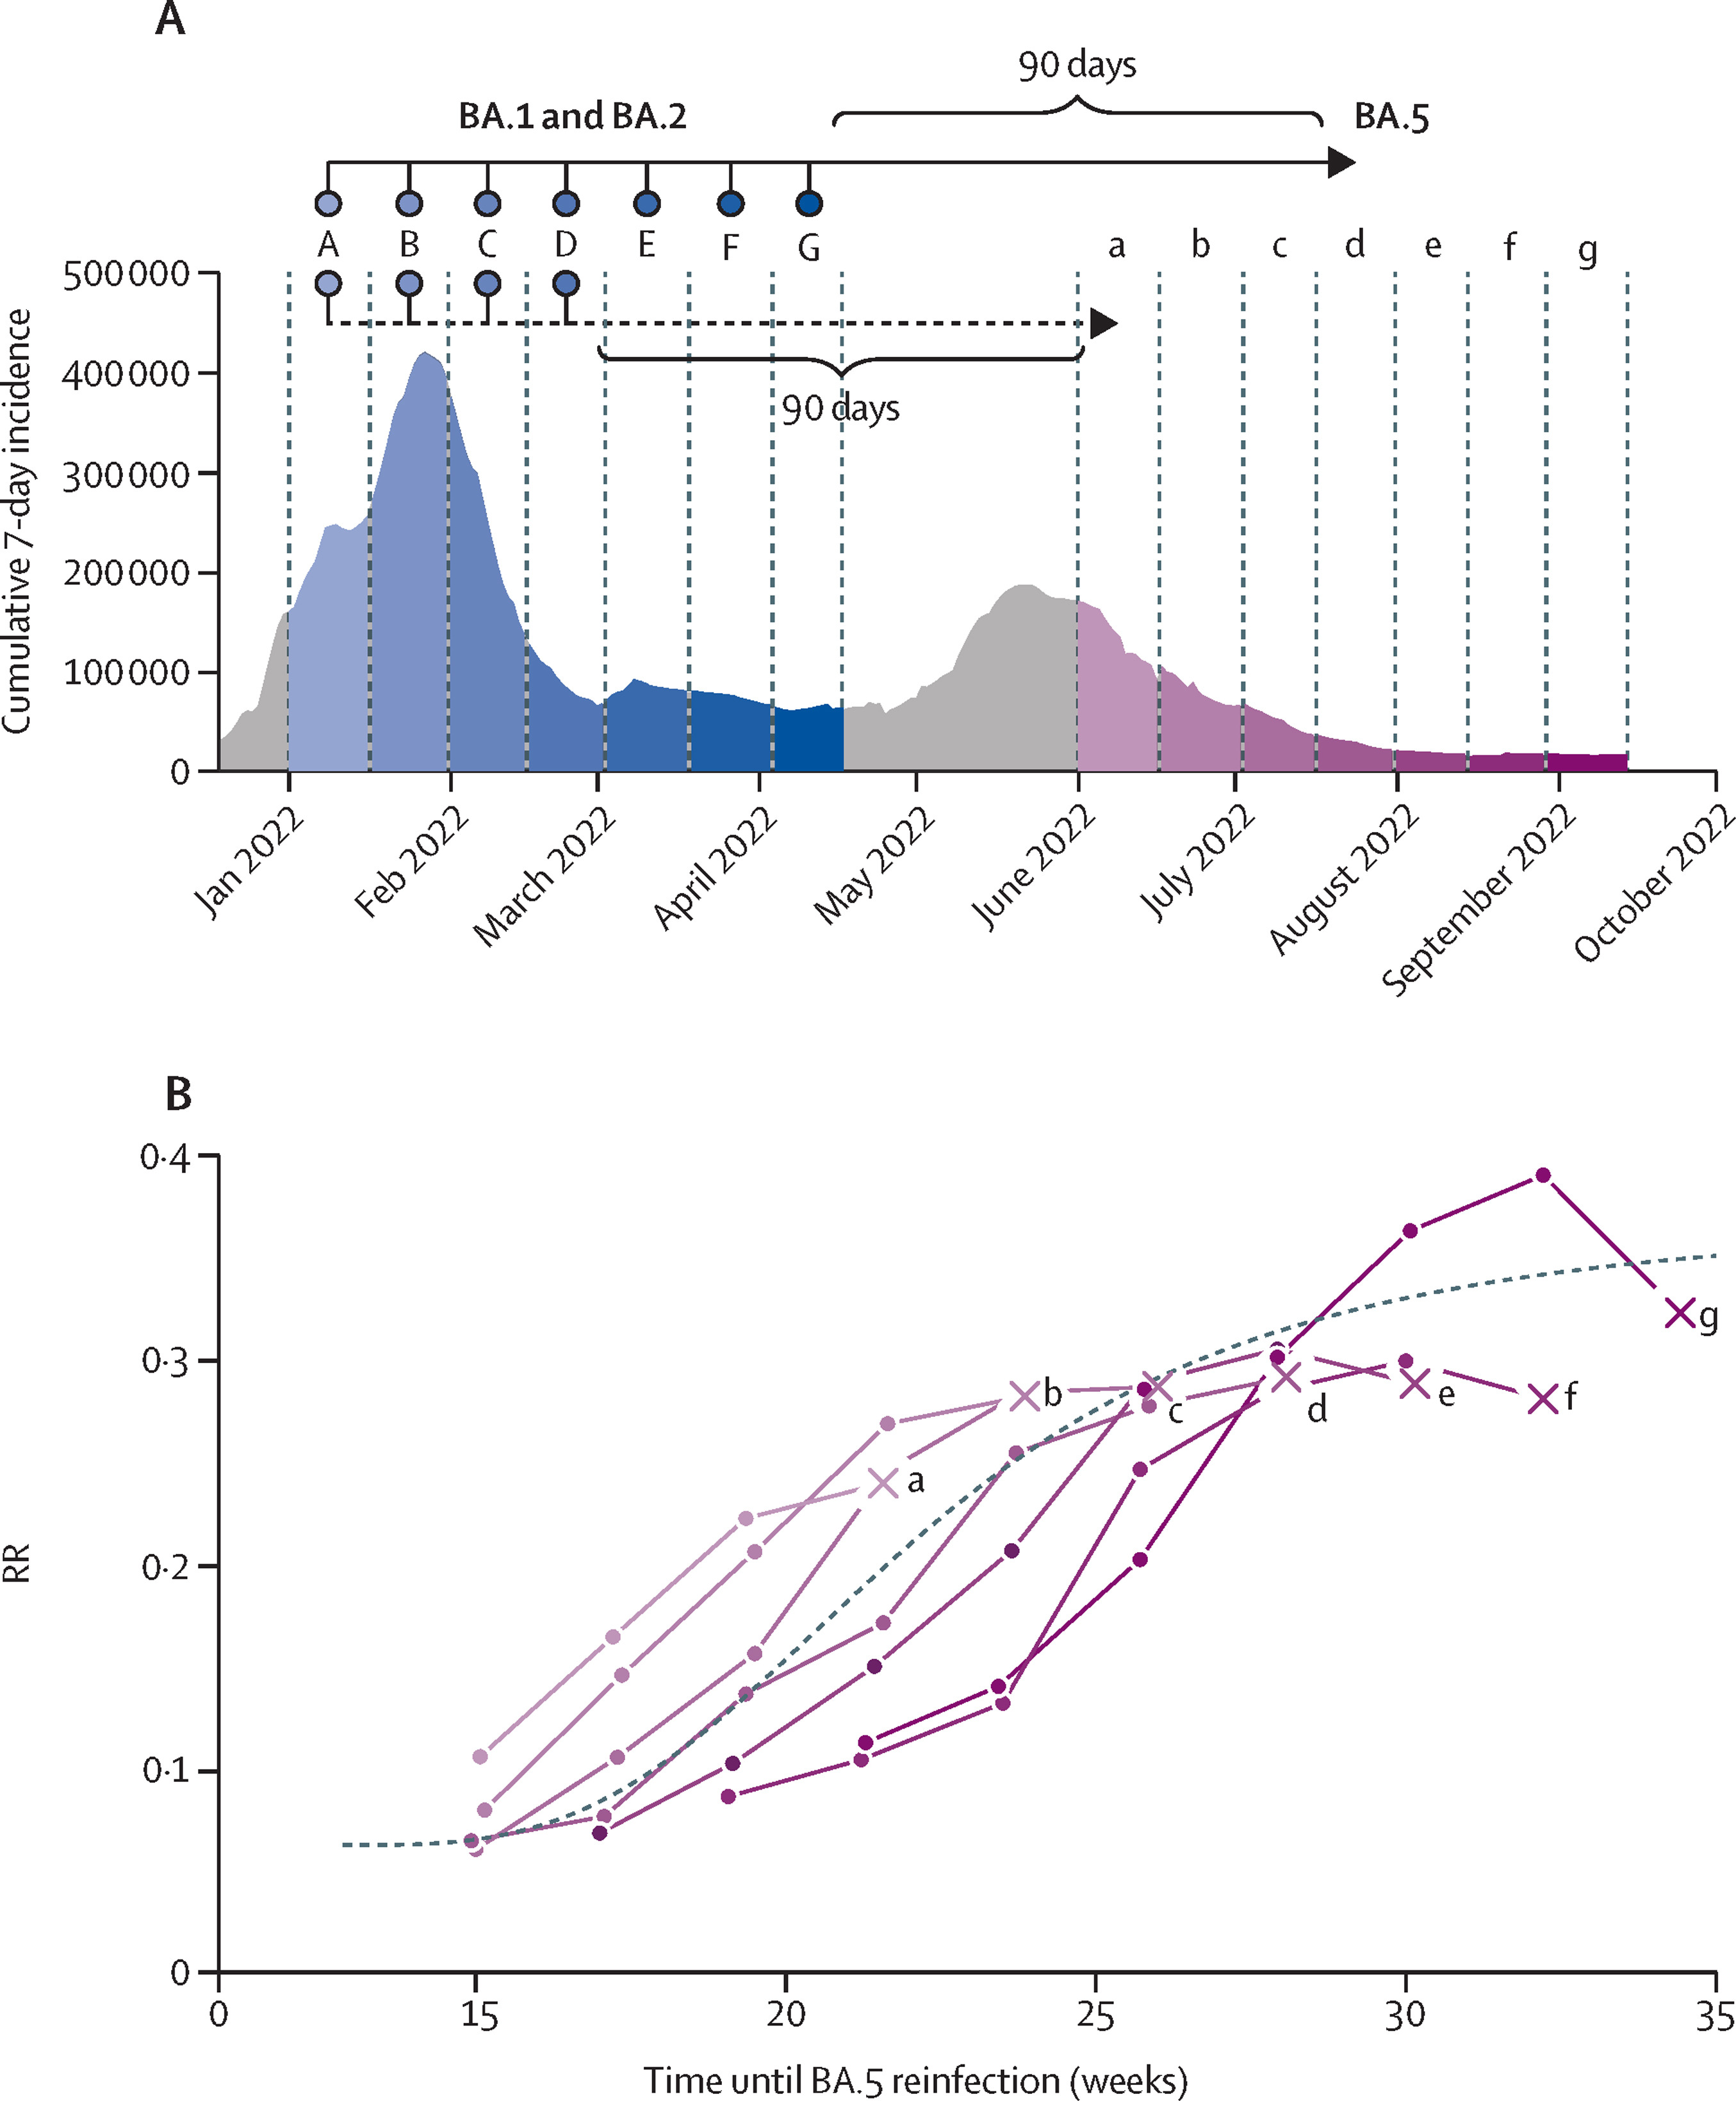 A
90 days
BA.1 and BA.2
BA.5
A B C D E F G a b c d e f g
Cumulative 7-day incidence
500 000
400 000
300 000
200 000
100 000
0
90 days
Jan 2022
Feb 2022
March 2022
April 2022
May 2022
June 2022
July 2022
August 2022
September 2022
October 2022
B
RR
0·4
0·3
0·2
0·1
0
a
b
c
d
e
f
g
0 15 20 25 30 35
Time until BA.5 reinfection (weeks)